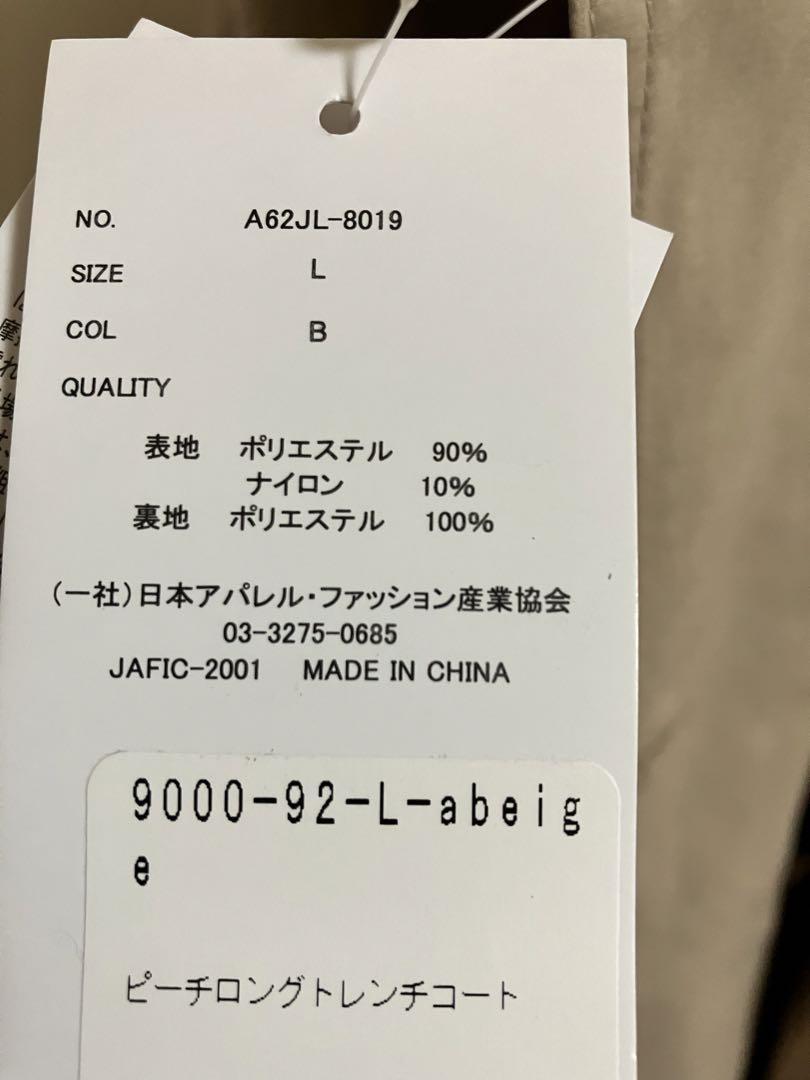 NO. A62JL-8019
SIZE L
COL B
QUALITY
表地 ポリエステル 90%
ナイロン 10%
裏地 ポリエステル 100%
(一社)日本アパレル・ファッション産業協会
03-3275-0685
JAFIC-2001 MADE IN CHINA
9000-92-L-abeig
e
ピーチロングトレンチコート